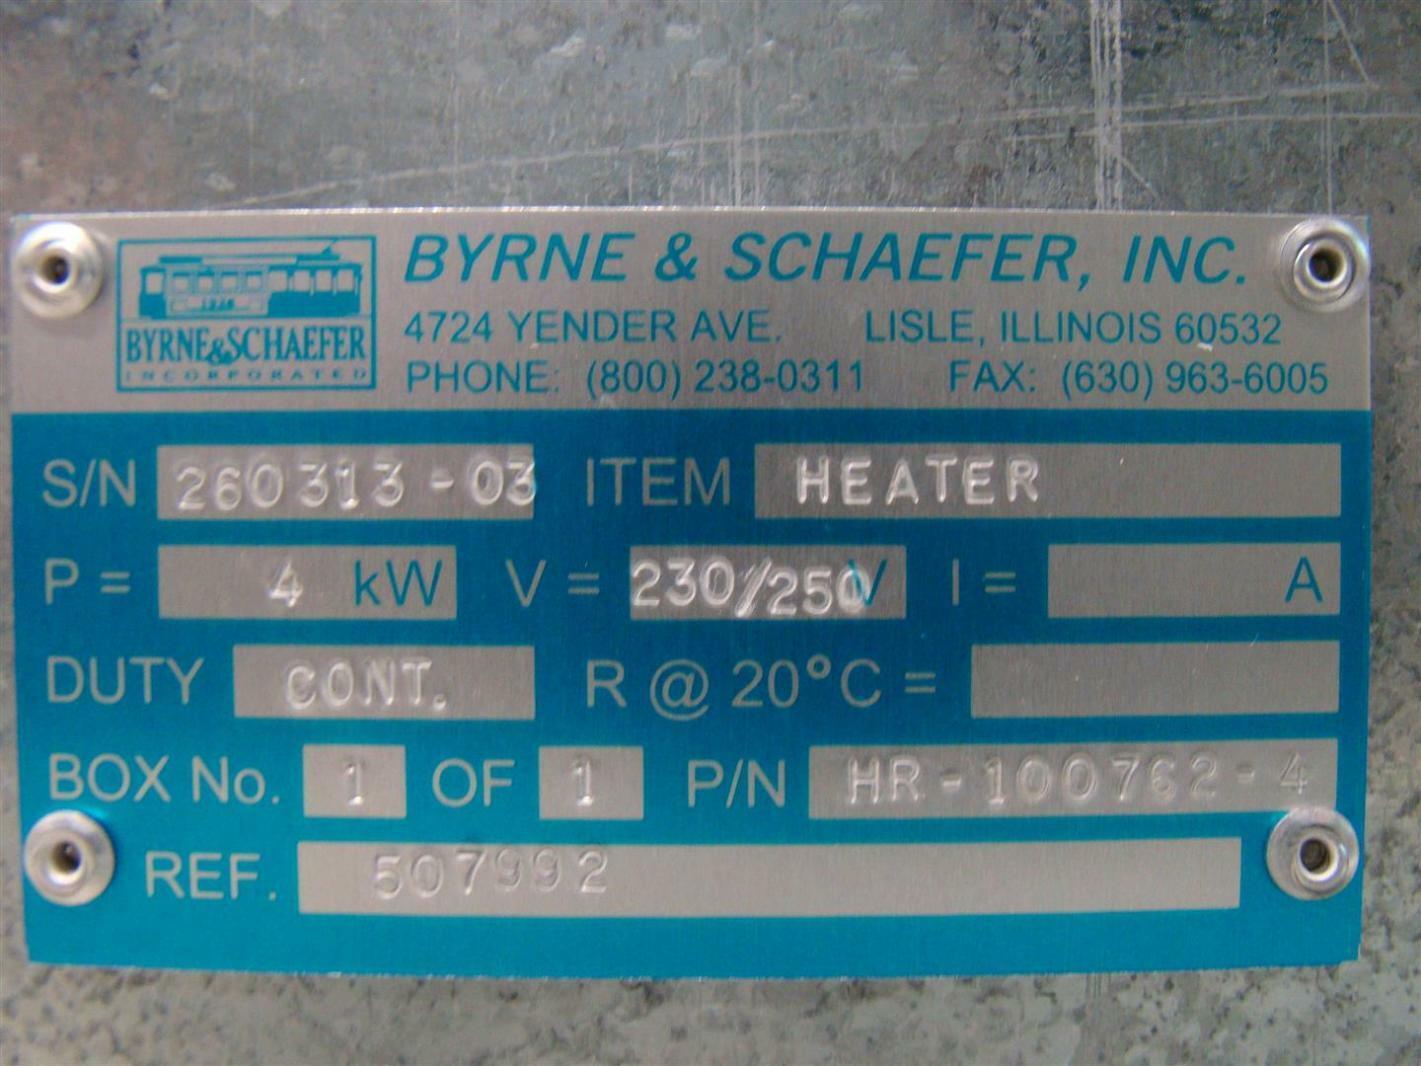 BYRNE & SCHAEFER, INC.
4724 YENDER AVE. LISLE, ILLINOIS 60532
PHONE: (800) 238-0311 FAX: (630) 963-6005
BYRNE&SCHAEFER
INCORPORATED
S/N 260313-03 ITEM HEATER
P = 4 kW V = 230/250 V I = A
DUTY CONT. R @ 20°C =
BOX No. 1 OF 1 P/N HR-100762-4
REF. 507992